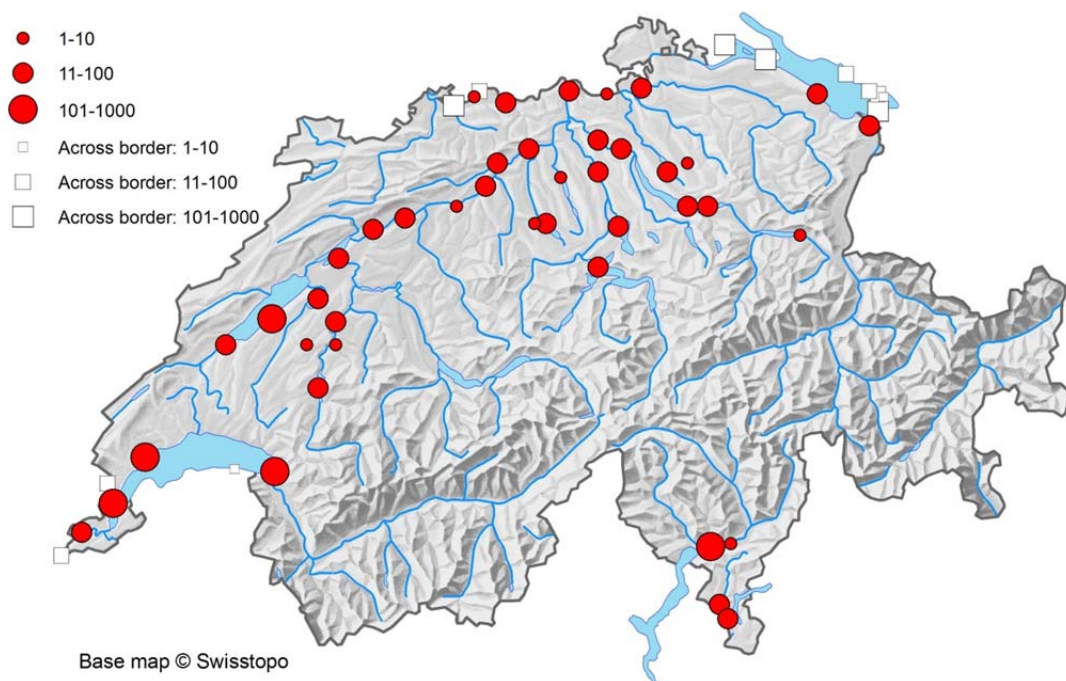 1-10
11-100
101-1000
Across border: 1-10
Across border: 11-100
Across border: 101-1000
Base map © Swisstopo